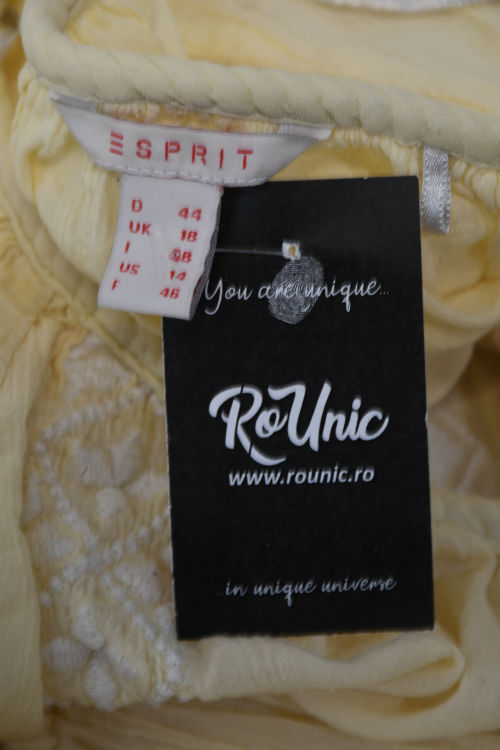 ESPRIT
D 44
UK 18
I 48
US 14
F 46
You are unique...
RoUnic
www.rounic.ro
...in unique universe